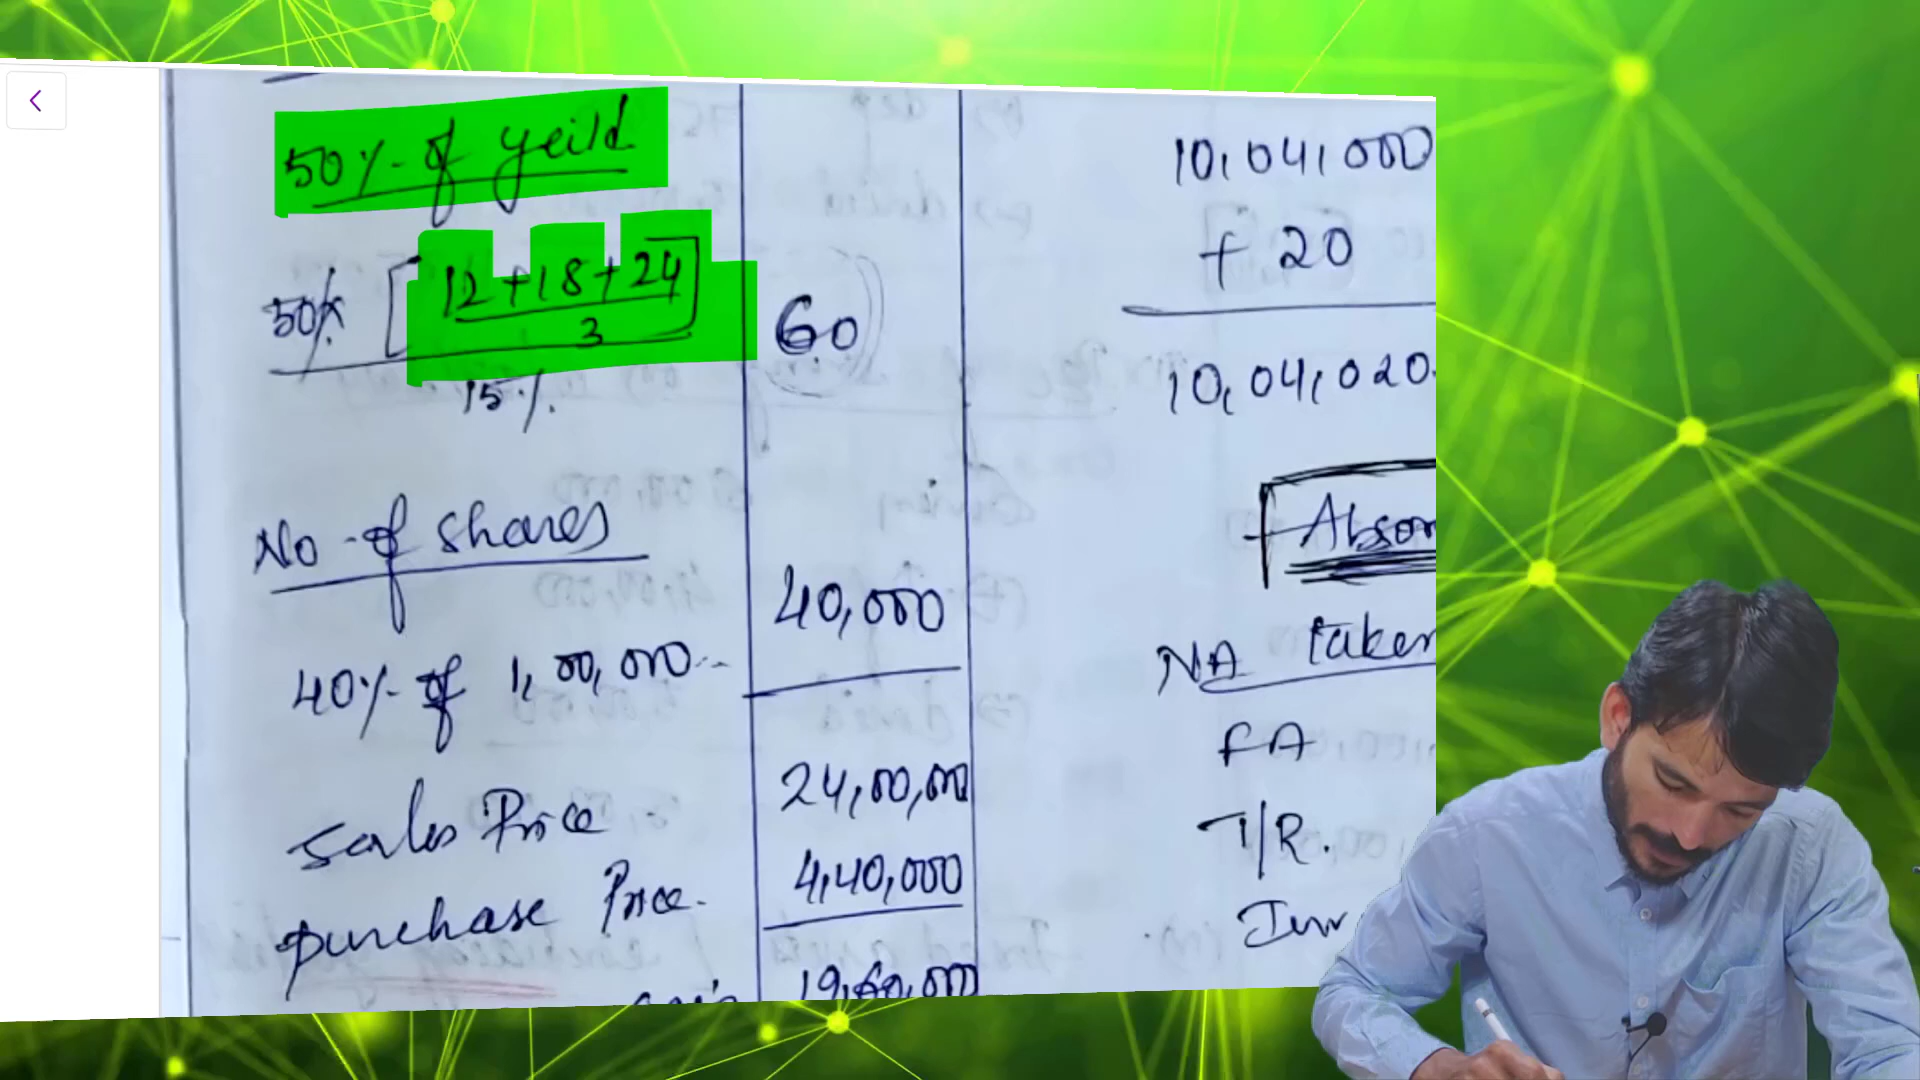 50% of yeild
50% [12+18+24
3] 60
15%
No of shares
40,000
40% of 1,00,000
Sales Price 24,00,000
purchase Price. 4,40,000
19,60,000
10,04,000
+ 20
10,04,020
Absor
NA taken
FA
T/R.
Inv